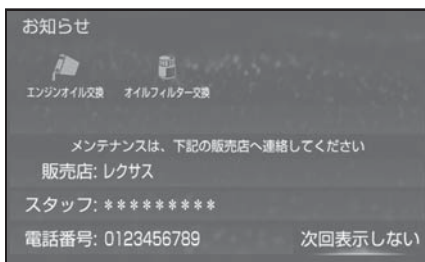 お知らせ
エンジンオイル交換 オイルフィルター交換
メンテナンスは、下記の販売店へ連絡してください
販売店: レクサス
スタッフ: *********
電話番号: 0123456789 次回表示しない